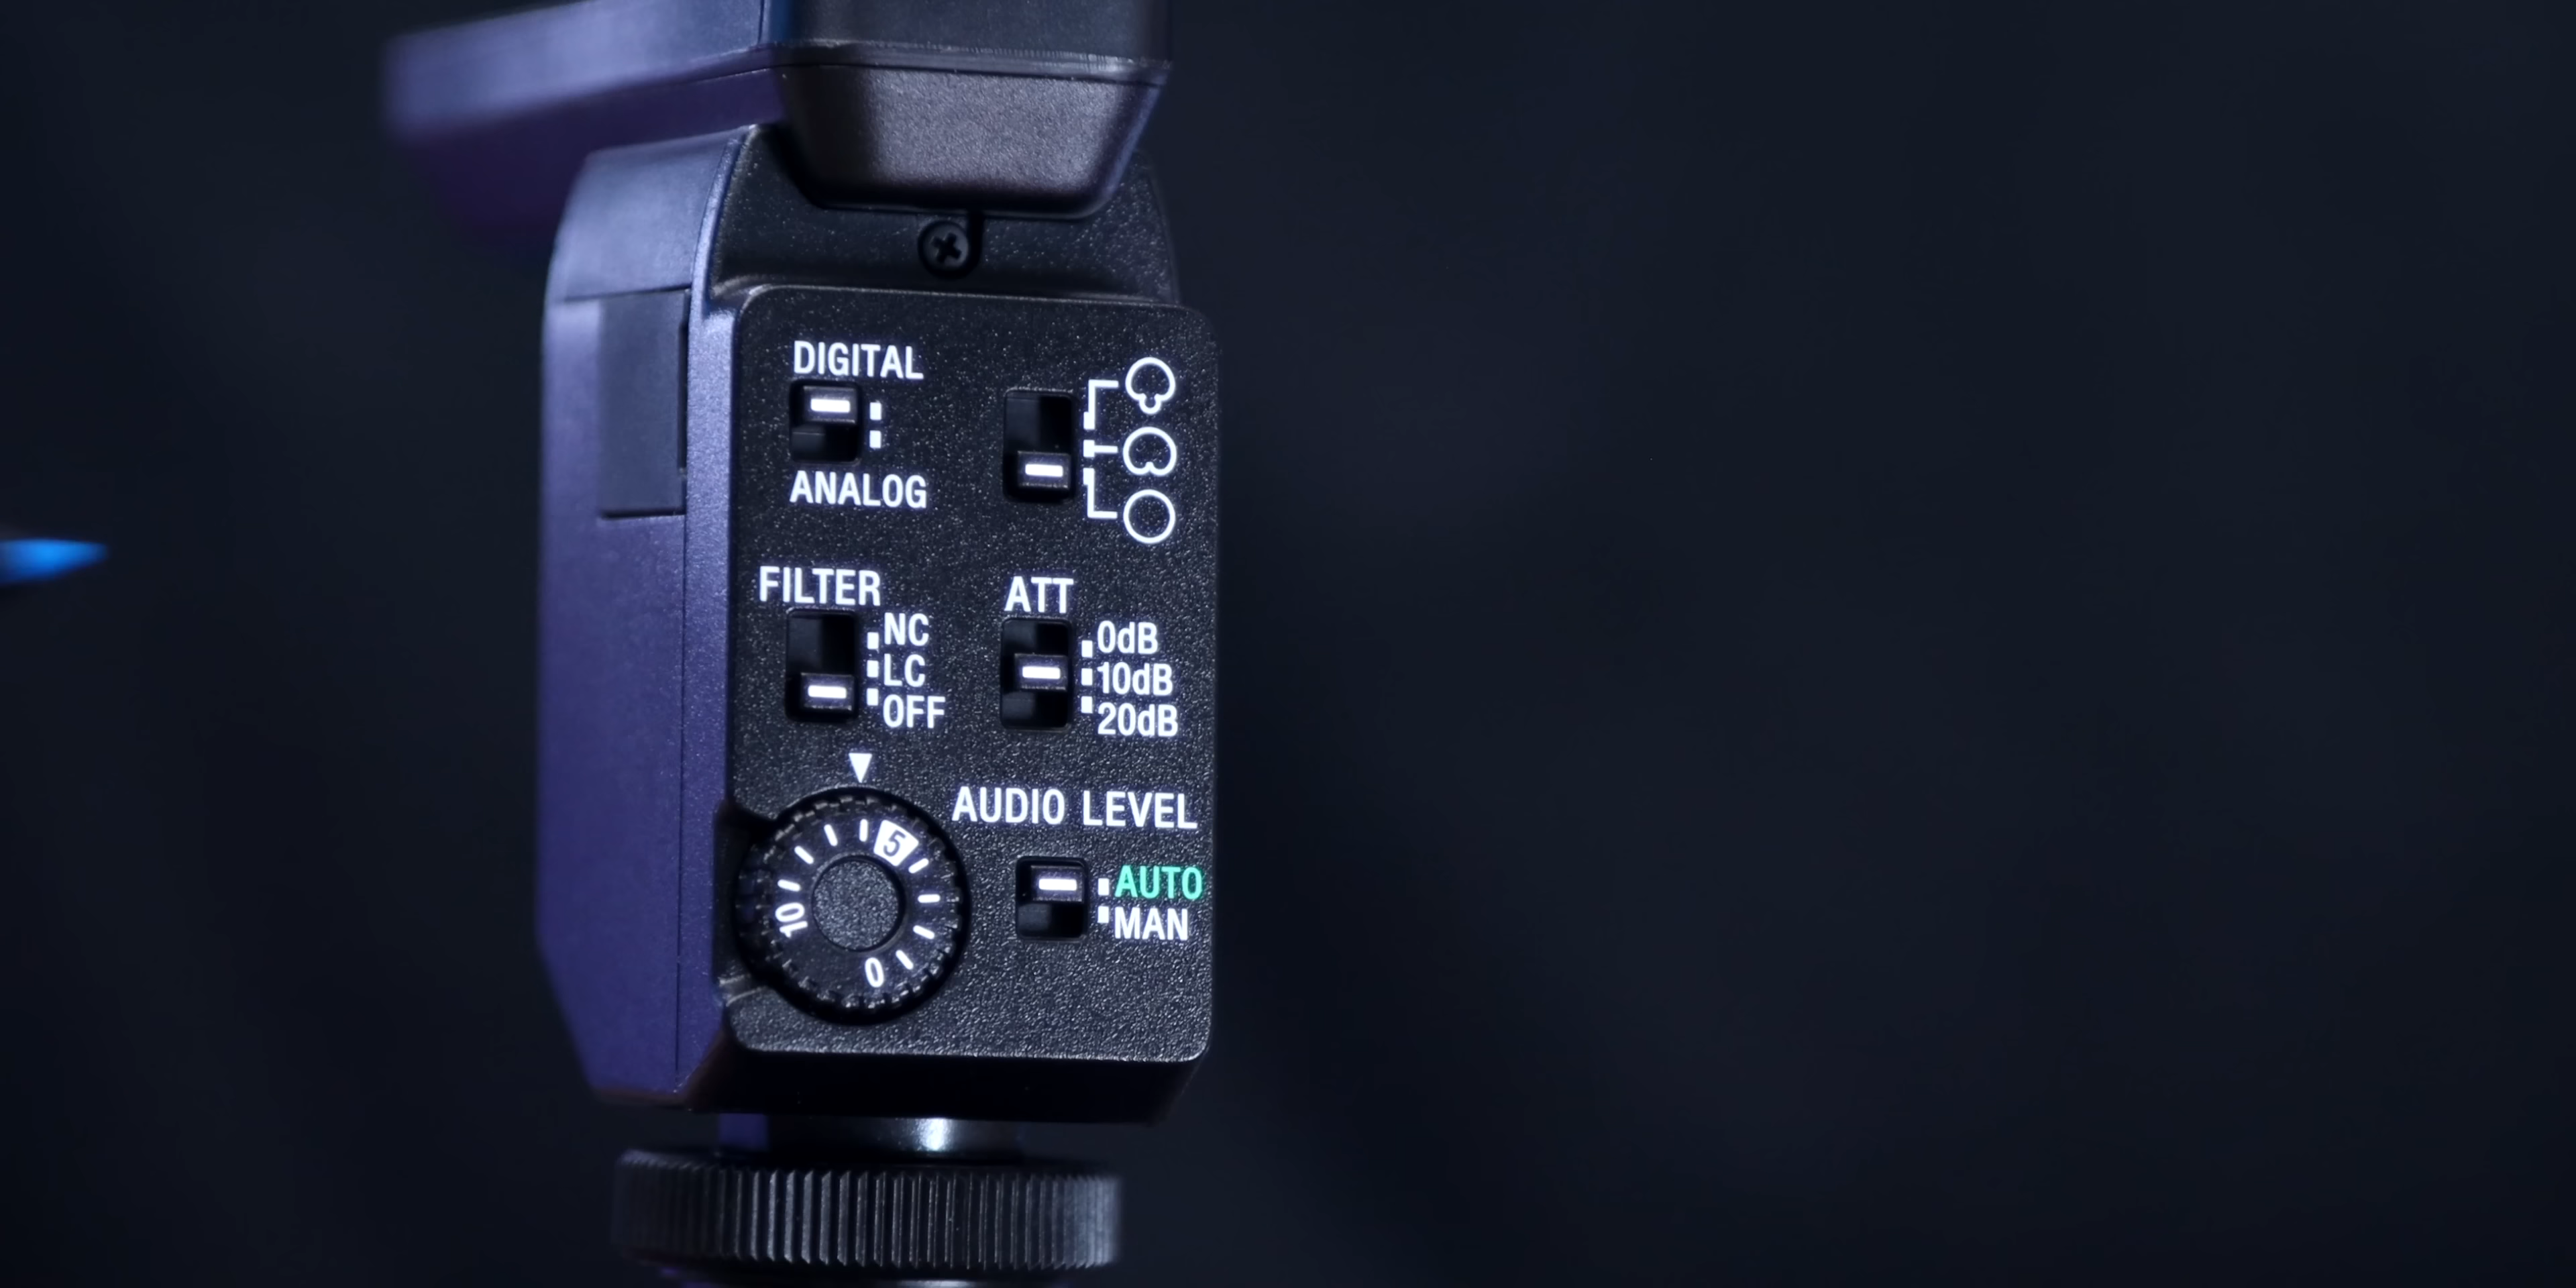 DIGITAL
ANALOG
FILTER
NC
LC
OFF
ATT
0dB
10dB
20dB
AUDIO LEVEL
AUTO
MAN
5
10
0